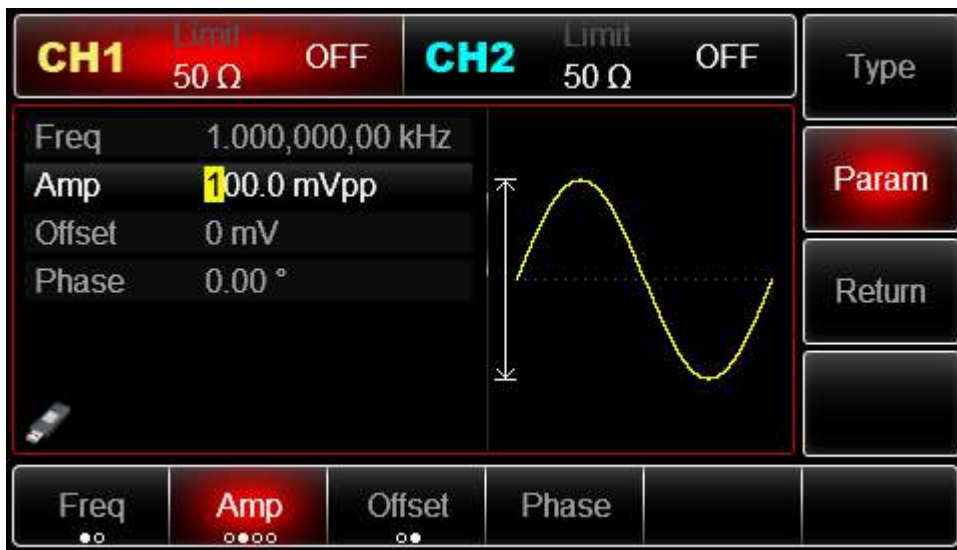 CH1 Limit 50 Ω OFF CH2 Limit 50 Ω OFF
Type
Freq 1.000,000,00 kHz
Amp 100.0 mVpp
Offset 0 mV
Phase 0.00 °
Param
Return
Freq Amp Offset Phase